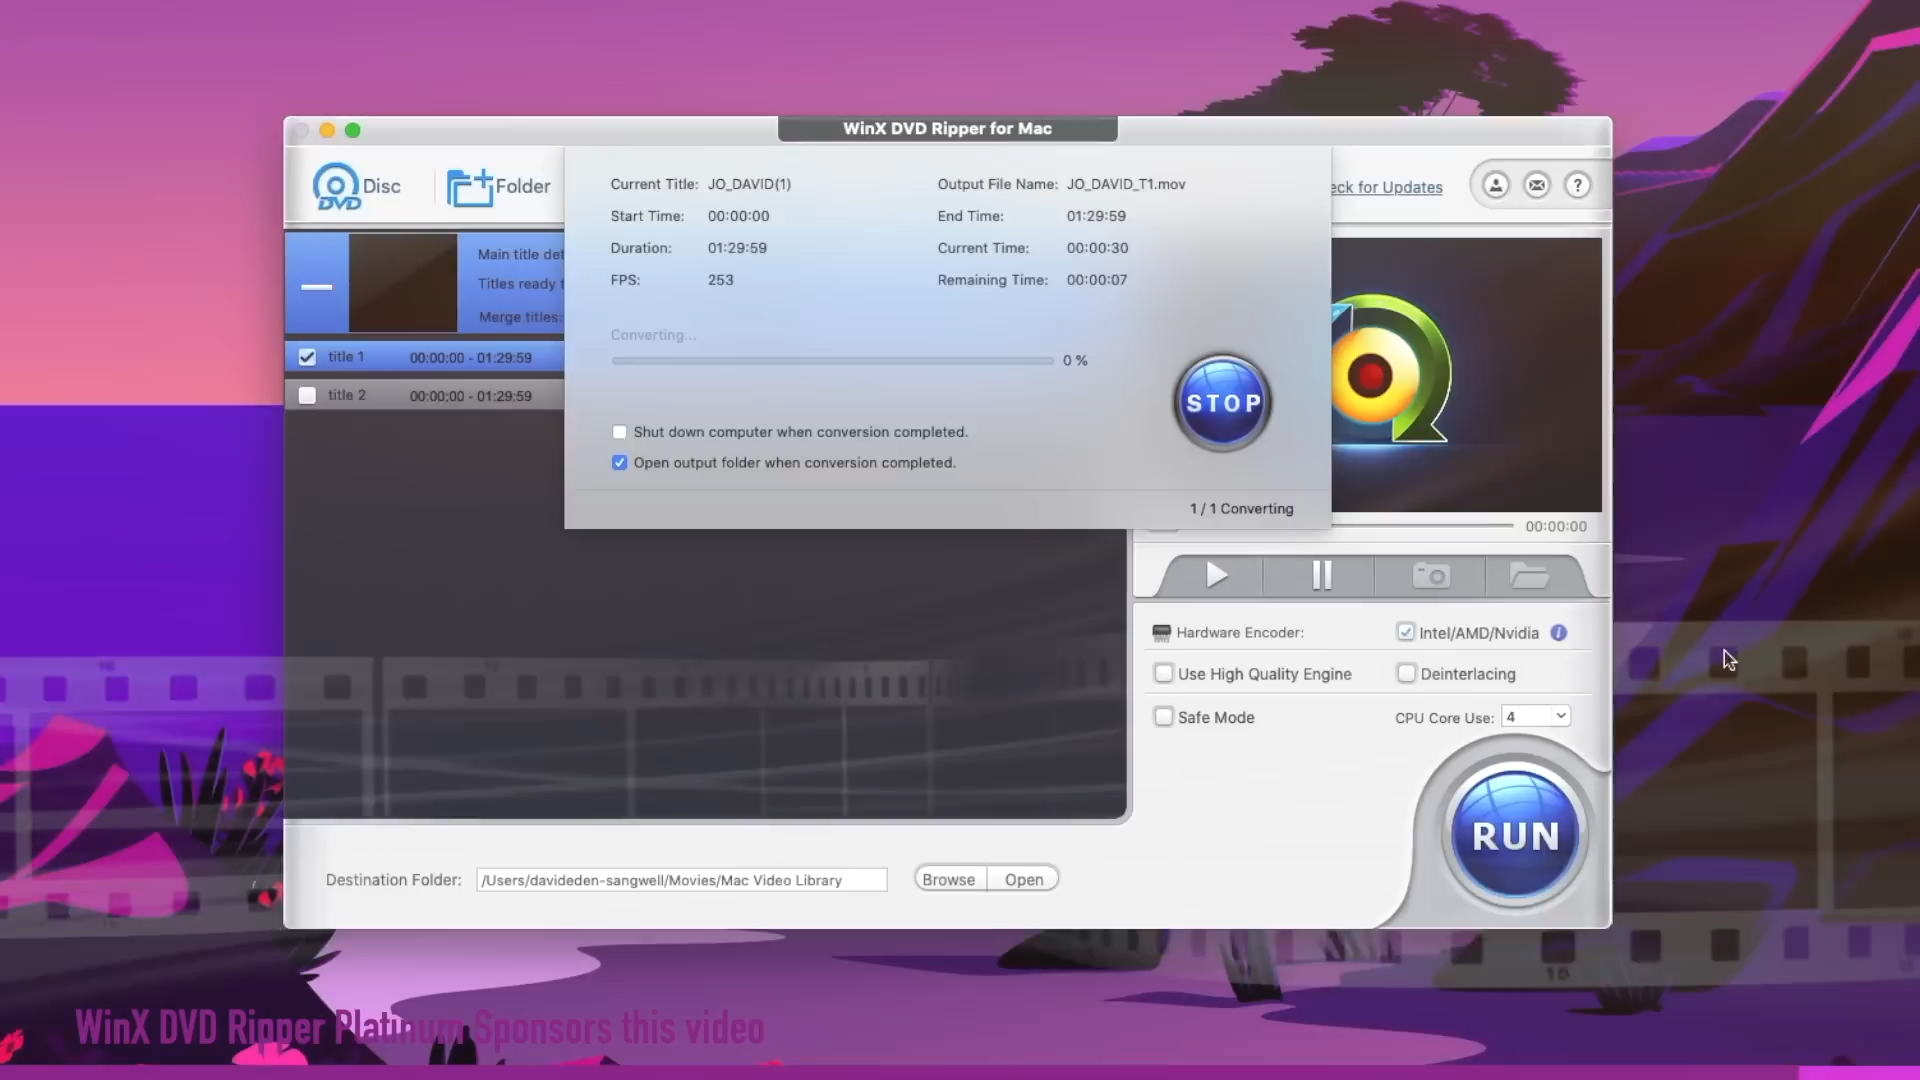 WinX DVD Ripper for Mac
DVD Disc
Folder
Current Title: JO_DAVID(1)
Output File Name: JO_DAVID_T1.mov
Start Time: 00:00:00
End Time: 01:29:59
Duration: 01:29:59
Current Time: 00:00:30
FPS: 253
Remaining Time: 00:00:07
Converting...
0 %
STOP
Shut down computer when conversion completed.
Open output folder when conversion completed.
1 / 1 Converting
eck for Updates
?
Main title det
Titles ready t
Merge titles:
title 1 00:00:00 - 01:29:59
title 2 00:00:00 - 01:29:59
00:00:00
Hardware Encoder:
Intel/AMD/Nvidia i
Use High Quality Engine
Deinterlacing
Safe Mode
CPU Core Use: 4
RUN
Destination Folder: /Users/davideden-sangwell/Movies/Mac Video Library
Browse Open
WinX DVD Ripper Platinum Sponsors this video